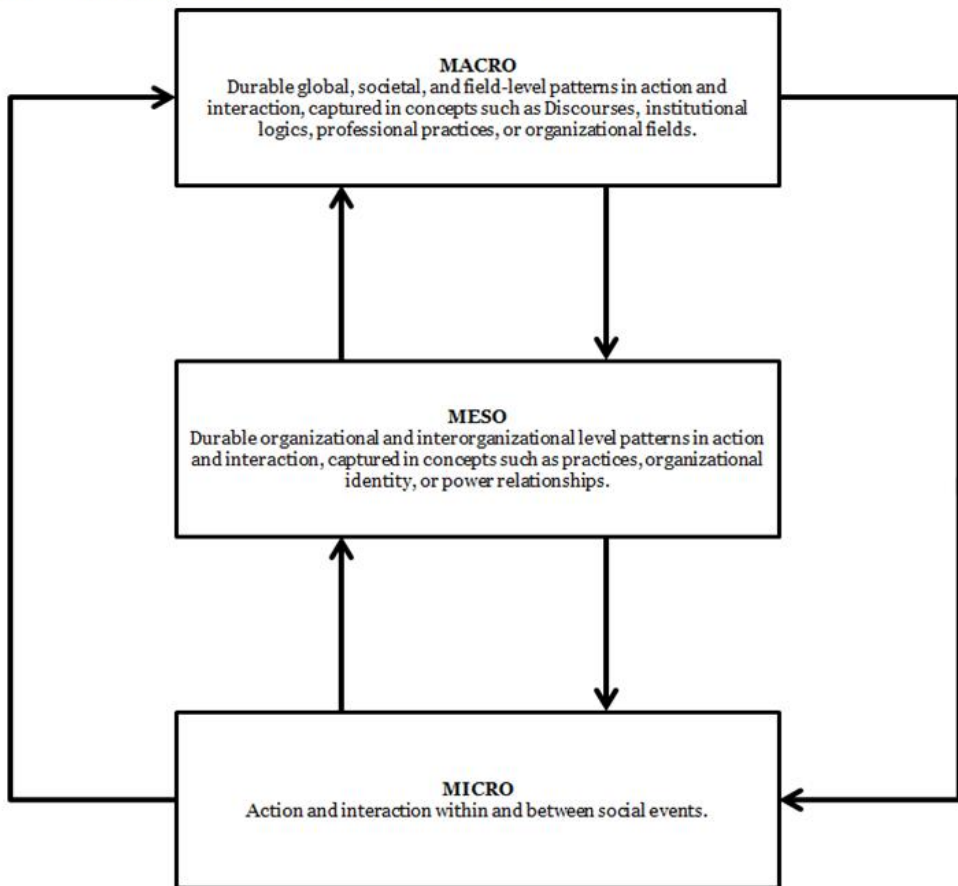 MACRO
Durable global, societal, and field-level patterns in action and
interaction, captured in concepts such as Discourses, institutional
logics, professional practices, or organizational fields.
MESO
Durable organizational and interorganizational level patterns in action
and interaction, captured in concepts such as practices, organizational
identity, or power relationships.
MICRO
Action and interaction within and between social events.